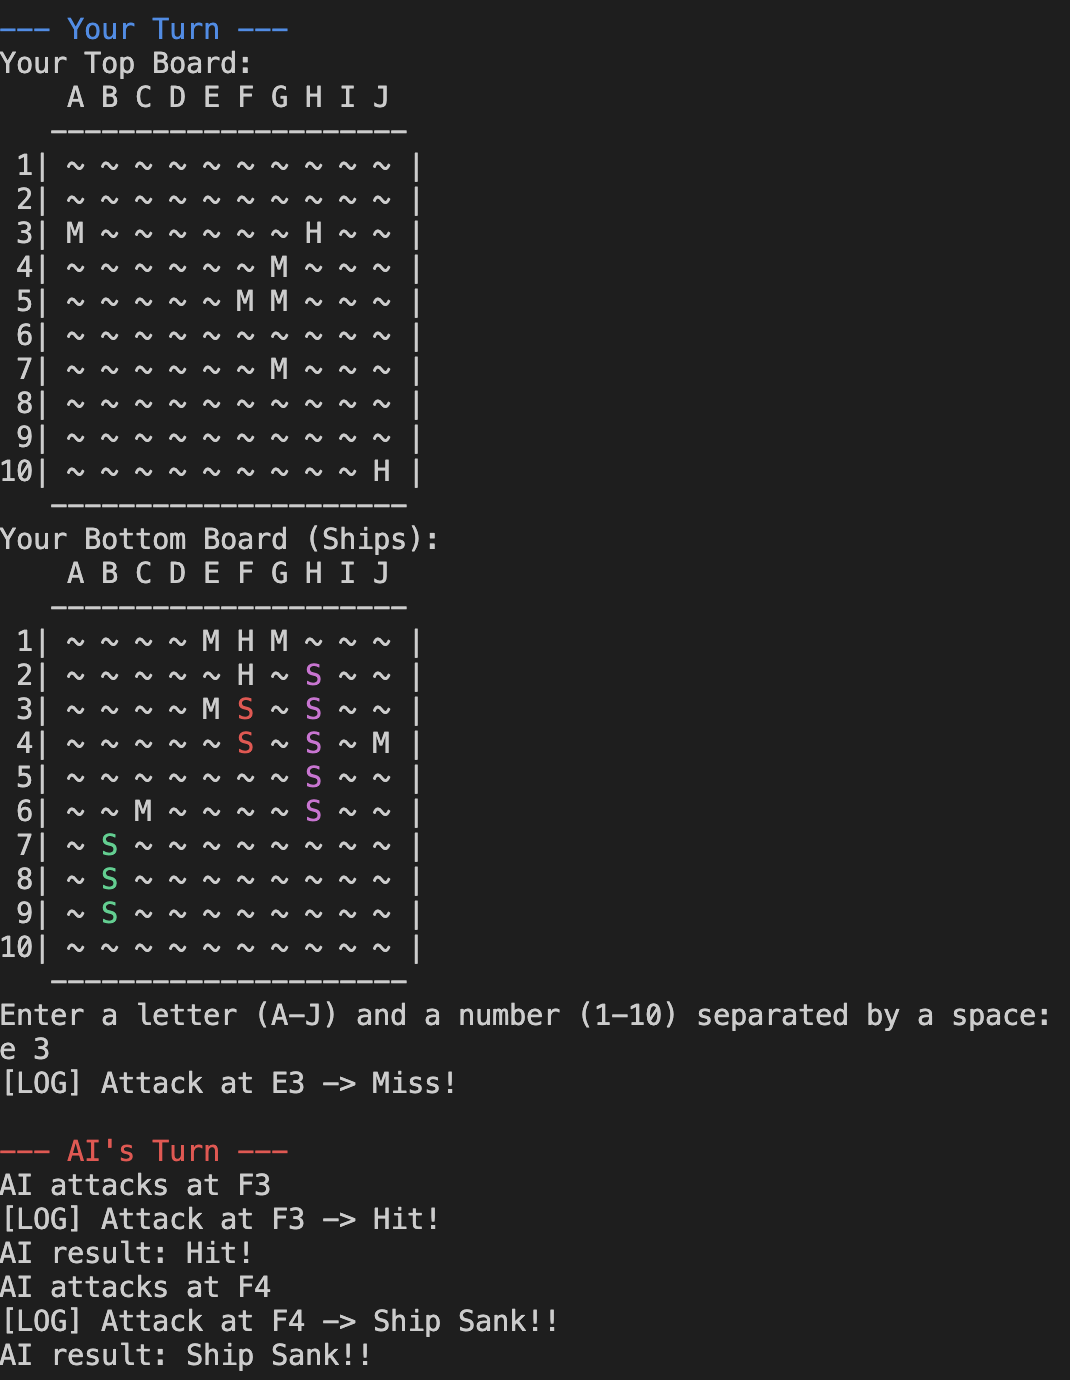 --- Your Turn ---
Your Top Board:
    A B C D E F G H I J
   ---------------------
 1| ~ ~ ~ ~ ~ ~ ~ ~ ~ ~ |
 2| ~ ~ ~ ~ ~ ~ ~ ~ ~ ~ |
 3| M ~ ~ ~ ~ ~ ~ H ~ ~ |
 4| ~ ~ ~ ~ ~ ~ M ~ ~ ~ |
 5| ~ ~ ~ ~ ~ M M ~ ~ ~ |
 6| ~ ~ ~ ~ ~ ~ ~ ~ ~ ~ |
 7| ~ ~ ~ ~ ~ ~ M ~ ~ ~ |
 8| ~ ~ ~ ~ ~ ~ ~ ~ ~ ~ |
 9| ~ ~ ~ ~ ~ ~ ~ ~ ~ ~ |
10| ~ ~ ~ ~ ~ ~ ~ ~ ~ H |
   ---------------------
Your Bottom Board (Ships):
    A B C D E F G H I J
   ---------------------
 1| ~ ~ ~ ~ M H M ~ ~ ~ |
 2| ~ ~ ~ ~ ~ H ~ S ~ ~ |
 3| ~ ~ ~ ~ M S ~ S ~ ~ |
 4| ~ ~ ~ ~ ~ S ~ S ~ M |
 5| ~ ~ ~ ~ ~ ~ ~ S ~ ~ |
 6| ~ ~ M ~ ~ ~ ~ S ~ ~ |
 7| ~ S ~ ~ ~ ~ ~ ~ ~ ~ |
 8| ~ S ~ ~ ~ ~ ~ ~ ~ ~ |
 9| ~ S ~ ~ ~ ~ ~ ~ ~ ~ |
10| ~ ~ ~ ~ ~ ~ ~ ~ ~ ~ |
   ---------------------
Enter a letter (A-J) and a number (1-10) separated by a space:
e 3
[LOG] Attack at E3 -> Miss!

--- AI's Turn ---
AI attacks at F3
[LOG] Attack at F3 -> Hit!
AI result: Hit!
AI attacks at F4
[LOG] Attack at F4 -> Ship Sank!!
AI result: Ship Sank!!